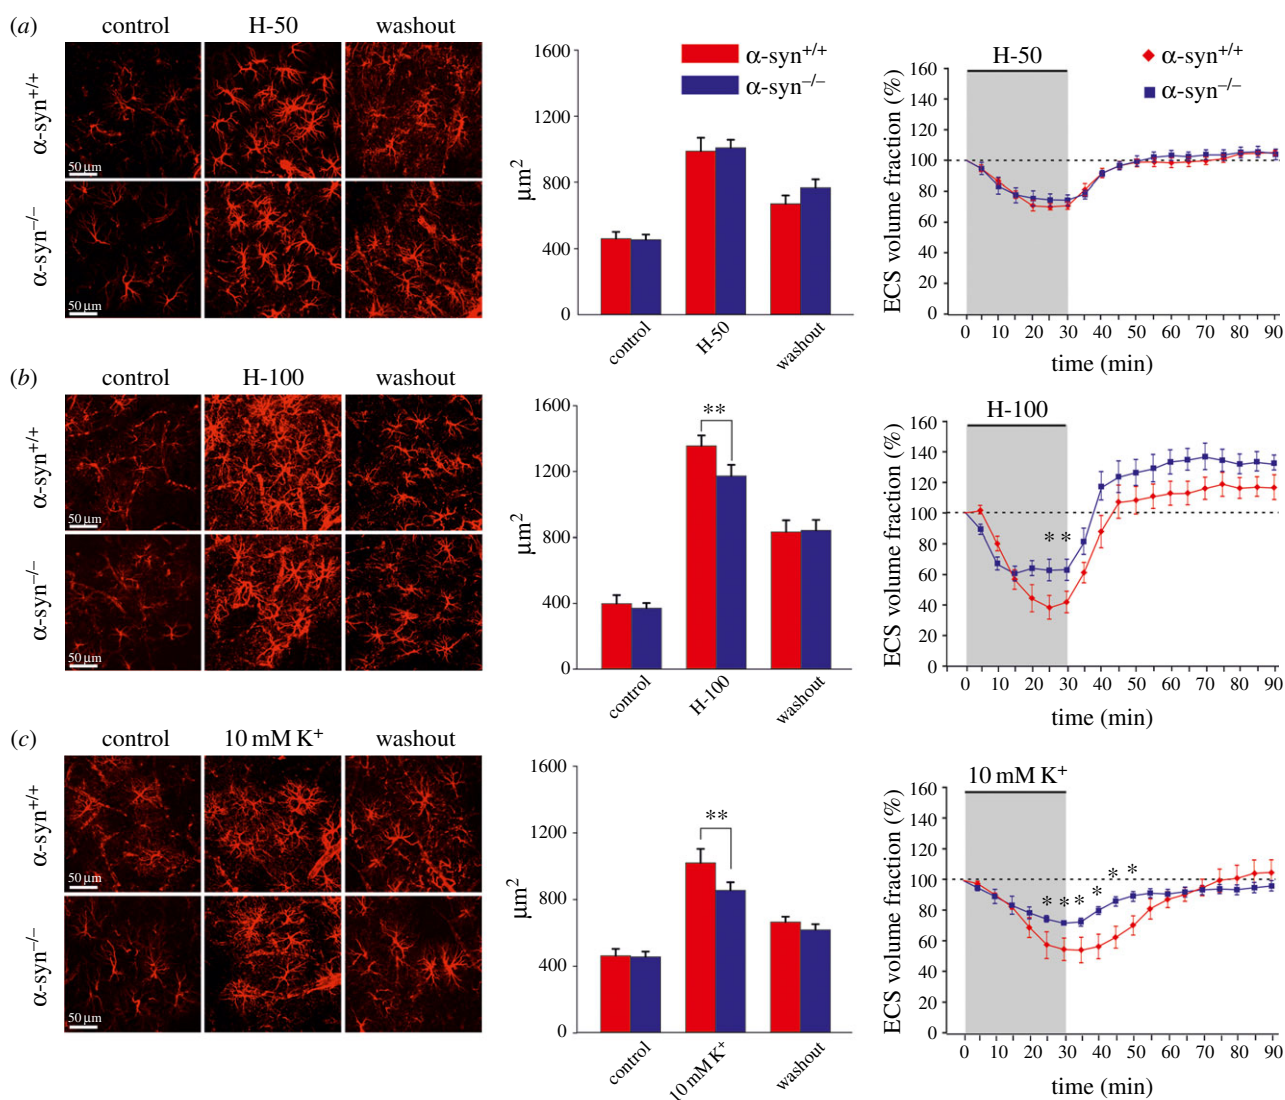 (a) control H-50 washout
α-syn+/+
50 µm
α-syn−/−
50 µm
1600
1200
800
400
0
µm²
control
H-50
washout
α-syn+/+
α-syn−/−
H-50
α-syn+/+
α-syn−/−
160
140
120
100
80
60
40
20
0
ECS volume fraction (%)
0 10 20 30 40 50 60 70 80 90
time (min)
(b) control H-100 washout
α-syn+/+
50 µm
α-syn−/−
50 µm
1600
1200
800
400
0
µm²
**
control
H-100
washout
H-100
160
140
120
100
80
60
40
20
0
ECS volume fraction (%)
* *
0 10 20 30 40 50 60 70 80 90
time (min)
(c) control 10 mM K+ washout
α-syn+/+
50 µm
α-syn−/−
50 µm
1600
1200
800
400
0
µm²
**
control
10 mM K+
washout
10 mM K+
160
140
120
100
80
60
40
20
0
ECS volume fraction (%)
* * * * * *
0 10 20 30 40 50 60 70 80 90
time (min)